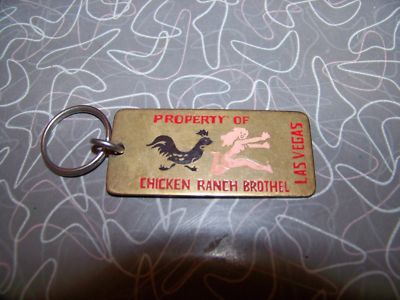 PROPERTY OF
CHICKEN RANCH BROTHEL
LAS VEGAS